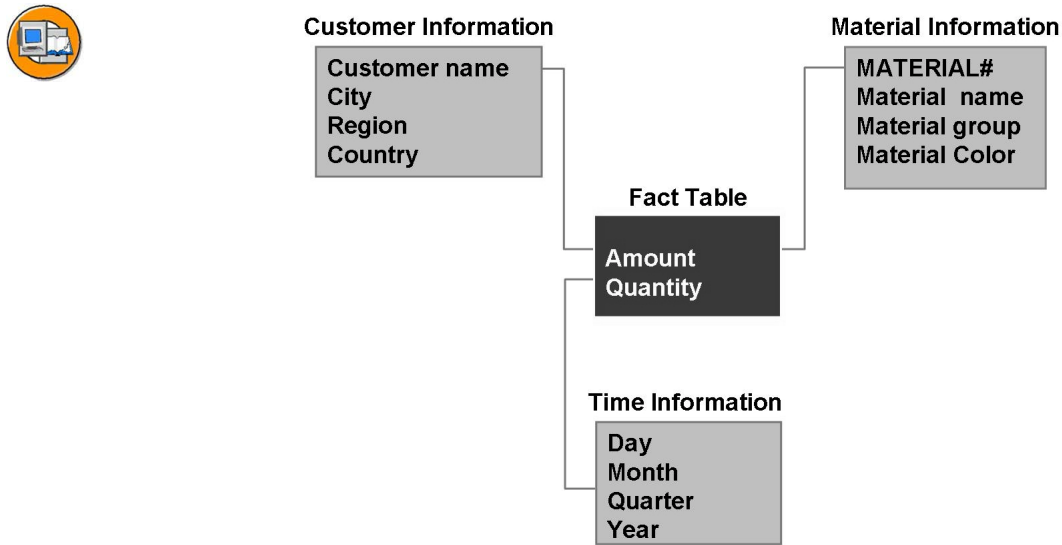 Customer Information
Customer name
City
Region
Country
Material Information
MATERIAL#
Material name
Material group
Material Color
Fact Table
Amount
Quantity
Time Information
Day
Month
Quarter
Year